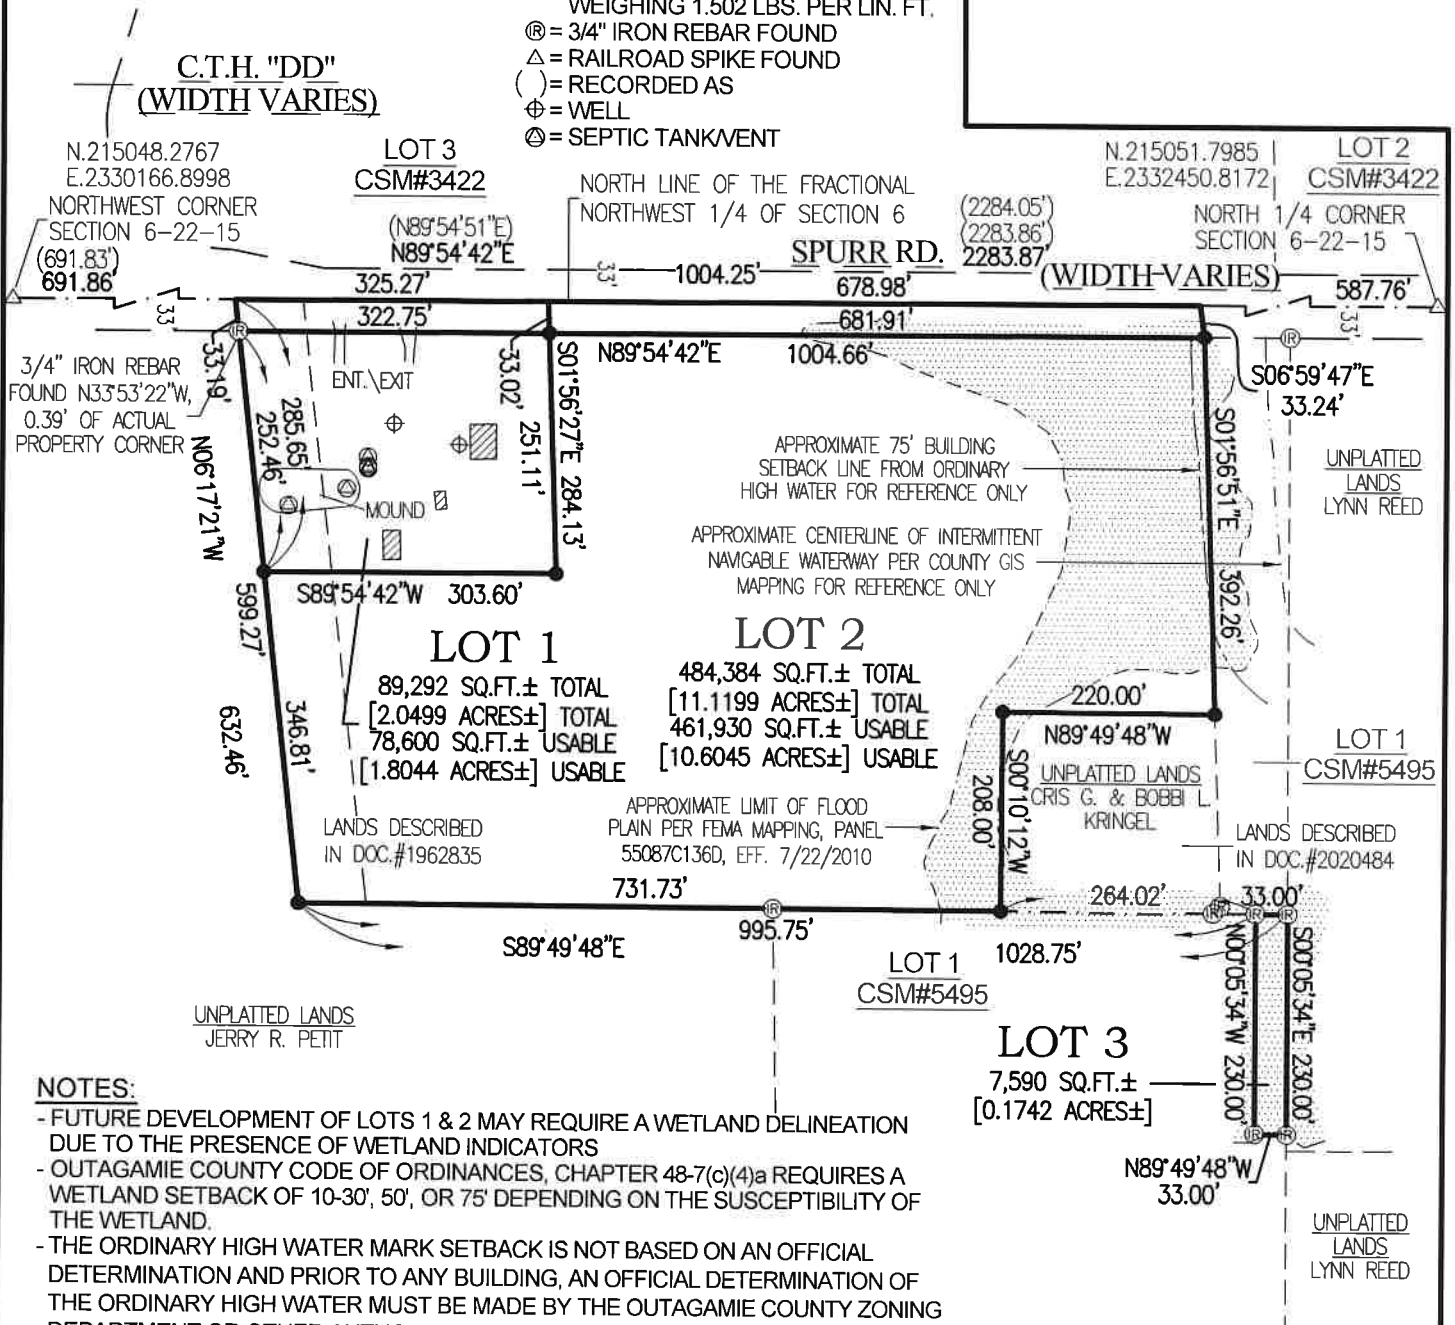 WEIGHING 1.502 LBS. PER LIN. FT.
= 3/4" IRON REBAR FOUND
= RAILROAD SPIKE FOUND
( )= RECORDED AS
= WELL
= SEPTIC TANK/VENT
C.T.H. "DD"
(WIDTH VARIES)
N.215048.2767
E.2330166.8998
NORTHWEST CORNER
SECTION 6-22-15
(691.83')
691.86'
LOT 3
CSM#3422
(N89°54'51"E)
N89°54'42"E
325.27'
322.75'
NORTH LINE OF THE FRACTIONAL
NORTHWEST 1/4 OF SECTION 6
33'
1004.25'
SPURR RD.
(WIDTH VARIES)
(2284.05')
(2283.86')
2283.87'
678.98'
681.91'
N.215051.7985
E.2332450.8172
NORTH 1/4 CORNER
SECTION 6-22-15
LOT 2
CSM#3422
587.76'
33'
33'
N89°54'42"E
1004.66'
S06°59'47"E
33.24'
3/4" IRON REBAR
FOUND N33°53'22"W,
0.39' OF ACTUAL
PROPERTY CORNER
33.19'
ENT.\EXIT
33.02'
S01°56'27"E 284.13'
251.11'
285.65'
252.46'
N06°17'21"W
MOUND
S89°54'42"W 303.60'
APPROXIMATE 75' BUILDING
SETBACK LINE FROM ORDINARY
HIGH WATER FOR REFERENCE ONLY
APPROXIMATE CENTERLINE OF INTERMITTENT
NAVIGABLE WATERWAY PER COUNTY GIS
MAPPING FOR REFERENCE ONLY
S01°56'51"E
392.26'
UNPLATTED
LANDS
LYNN REED
599.27'
632.46'
346.81'
LOT 1
89,292 SQ.FT.± TOTAL
[2.0499 ACRES±] TOTAL
78,600 SQ.FT.± USABLE
[1.8044 ACRES±] USABLE
LOT 2
484,384 SQ.FT.± TOTAL
[11.1199 ACRES±] TOTAL
461,930 SQ.FT.± USABLE
[10.6045 ACRES±] USABLE
220.00'
N89°49'48"W
UNPLATTED LANDS
CRIS G. & BOBBI L.
KRINGEL
S00°10'12"W
208.00'
LOT 1
CSM#5495
LANDS DESCRIBED
IN DOC.#1962835
APPROXIMATE LIMIT OF FLOOD
PLAIN PER FEMA MAPPING, PANEL
55087C136D, EFF. 7/22/2010
LANDS DESCRIBED
IN DOC.#2020484
731.73'
264.02'
33.00'
995.75'
S89°49'48"E
1028.75'
LOT 1
CSM#5495
N00°05'34"W 230.00'
S00°05'34"E 230.00'
UNPLATTED LANDS
JERRY R. PETIT
LOT 3
7,590 SQ.FT.±
[0.1742 ACRES±]
N89°49'48"W
33.00'
UNPLATTED
LANDS
LYNN REED
NOTES:
- FUTURE DEVELOPMENT OF LOTS 1 & 2 MAY REQUIRE A WETLAND DELINEATION
DUE TO THE PRESENCE OF WETLAND INDICATORS
- OUTAGAMIE COUNTY CODE OF ORDINANCES, CHAPTER 48-7(c)(4)a REQUIRES A
WETLAND SETBACK OF 10-30', 50', OR 75' DEPENDING ON THE SUSCEPTIBILITY OF
THE WETLAND.
- THE ORDINARY HIGH WATER MARK SETBACK IS NOT BASED ON AN OFFICIAL
DETERMINATION AND PRIOR TO ANY BUILDING, AN OFFICIAL DETERMINATION OF
THE ORDINARY HIGH WATER MUST BE MADE BY THE OUTAGAMIE COUNTY ZONING